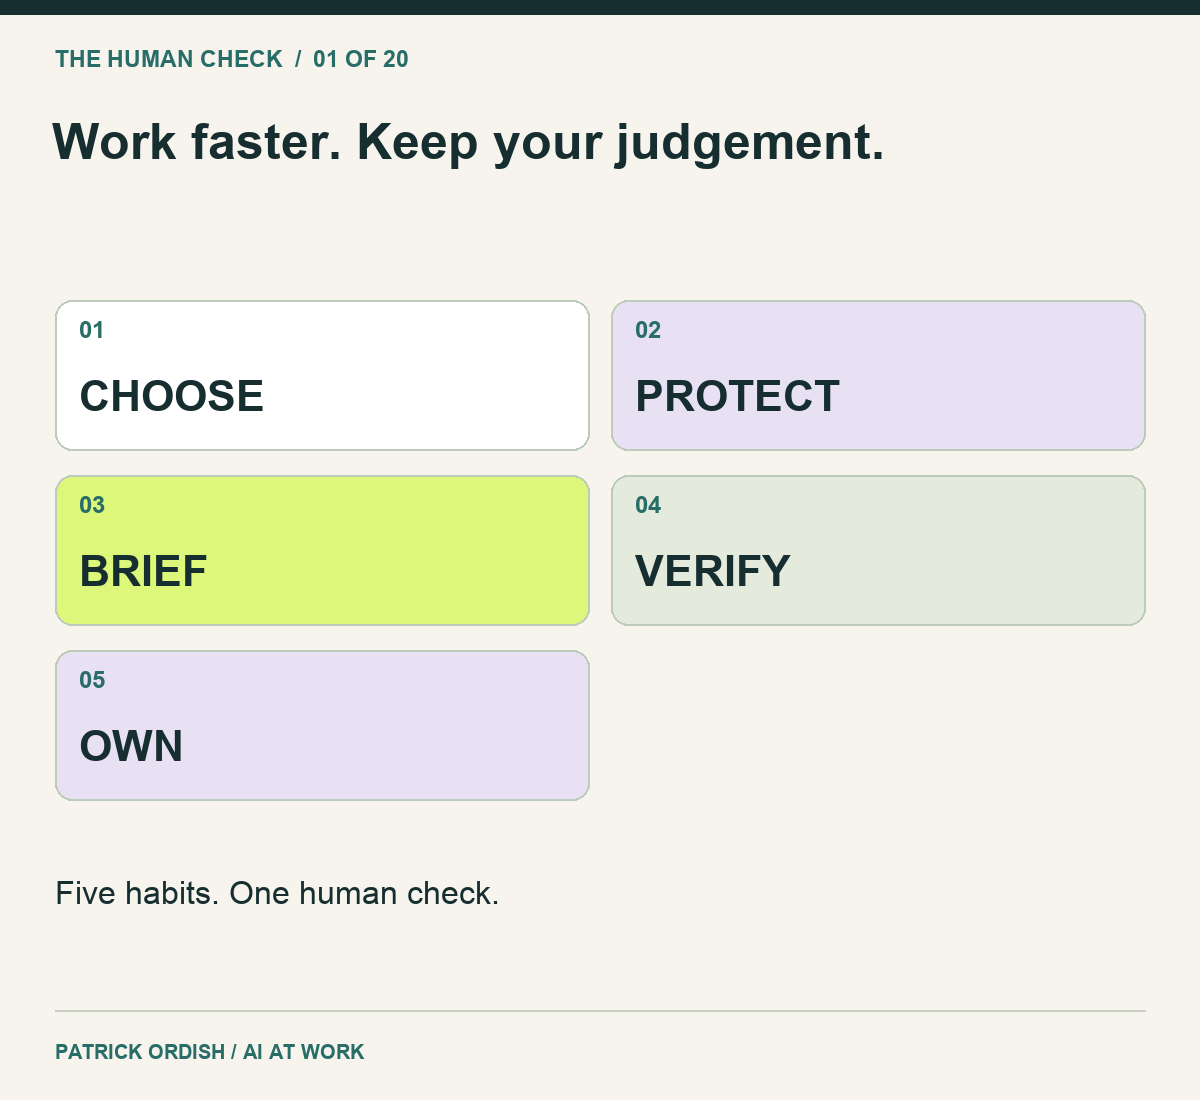 THE HUMAN CHECK / 01 OF 20
Work faster. Keep your judgement.
01
CHOOSE
02
PROTECT
03
BRIEF
04
VERIFY
05
OWN
Five habits. One human check.
PATRICK ORDISH / AI AT WORK